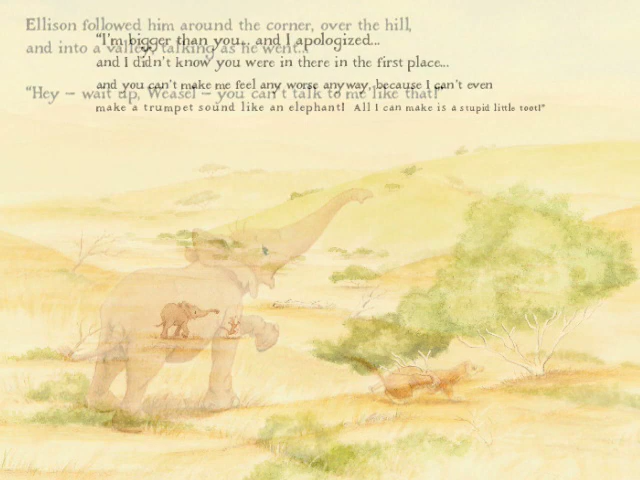 Ellison followed him around the corner, over the hill,
and into a valley, talking as he went...
"Hey – wait up, Weasel – you can't talk to me like that!"
"I'm bigger than you... and I apologized...
and I didn't know you were in there in the first place...
and you can't make me feel any worse anyway, because I can't even
make a trumpet sound like an elephant! All I can make is a stupid little toot!"